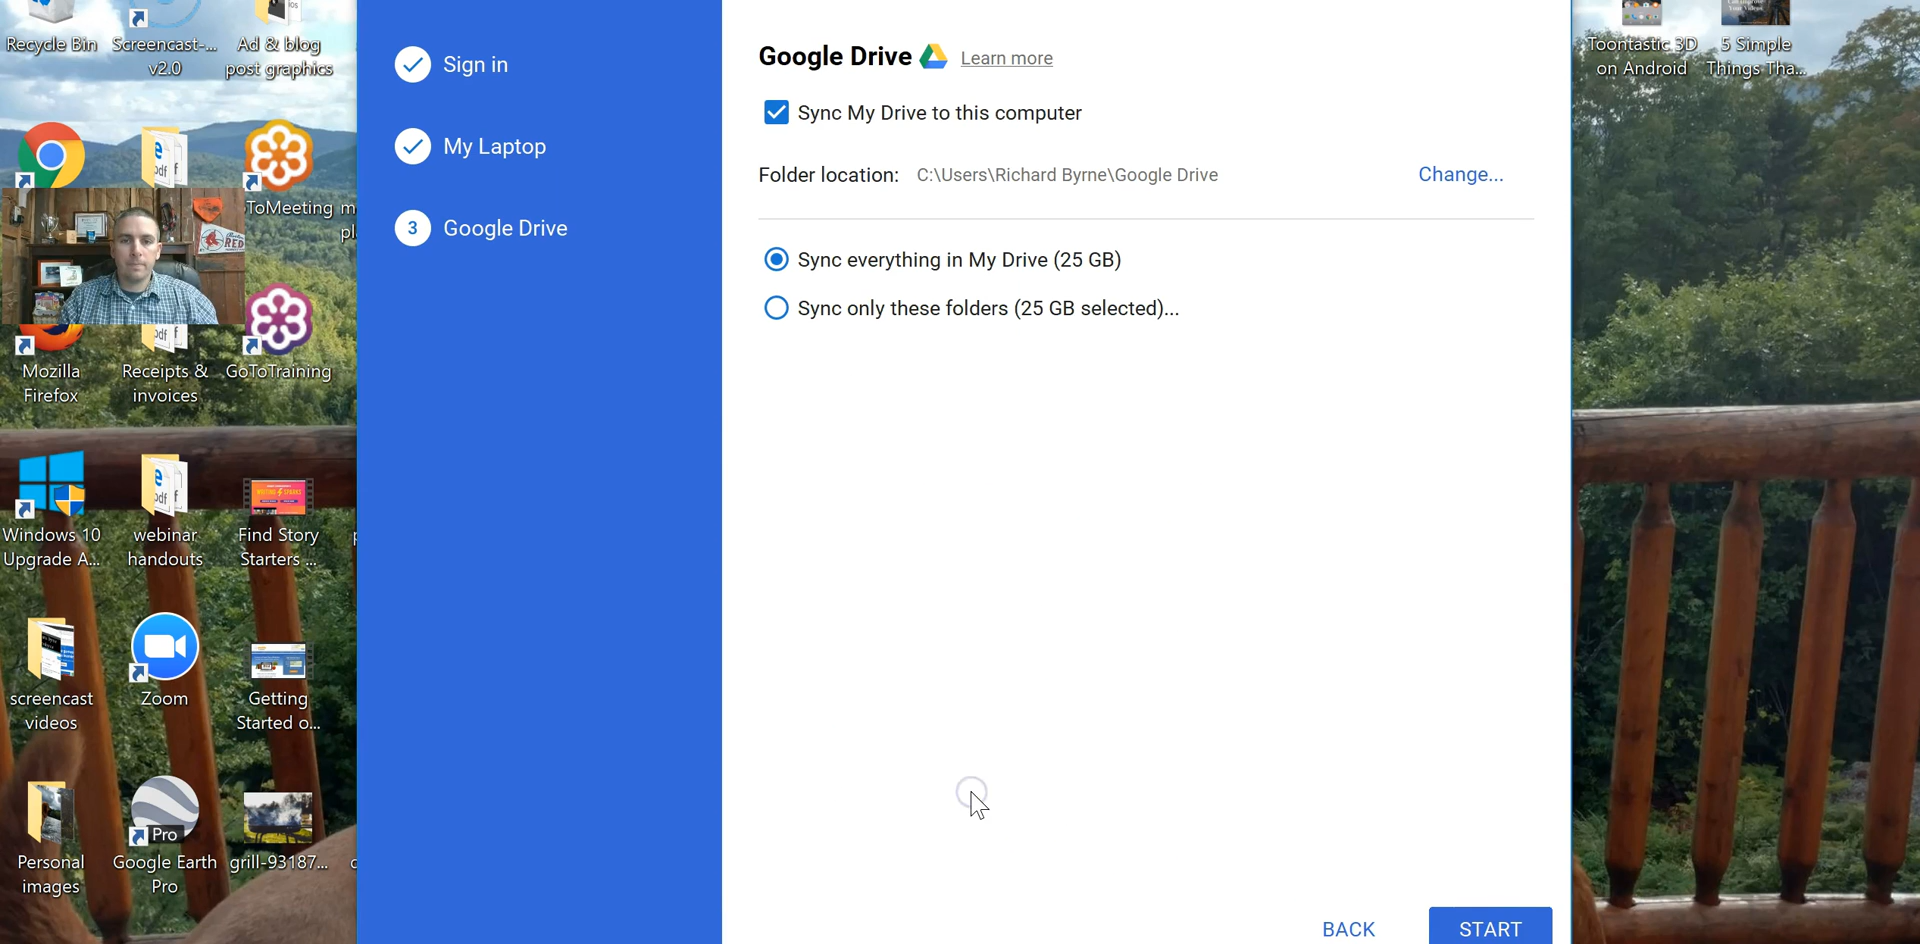 Recycle Bin
Screencast-...
v2.0
Ad & blog
post graphics
ToMeeting
Mozilla
Firefox
Receipts &
invoices
GoToTraining
Windows 10
Upgrade A...
webinar
handouts
Find Story
Starters ...
screencast
videos
Zoom
Getting
Started o...
Personal
images
Pro
Google Earth
Pro
grill-93187...
Sign in
My Laptop
3
Google Drive
Google Drive
Learn more
Sync My Drive to this computer
Folder location: C:\Users\Richard Byrne\Google Drive
Change...
Sync everything in My Drive (25 GB)
Sync only these folders (25 GB selected)...
BACK
START
Toontastic 3D
on Android
5 Simple
Things Tha...